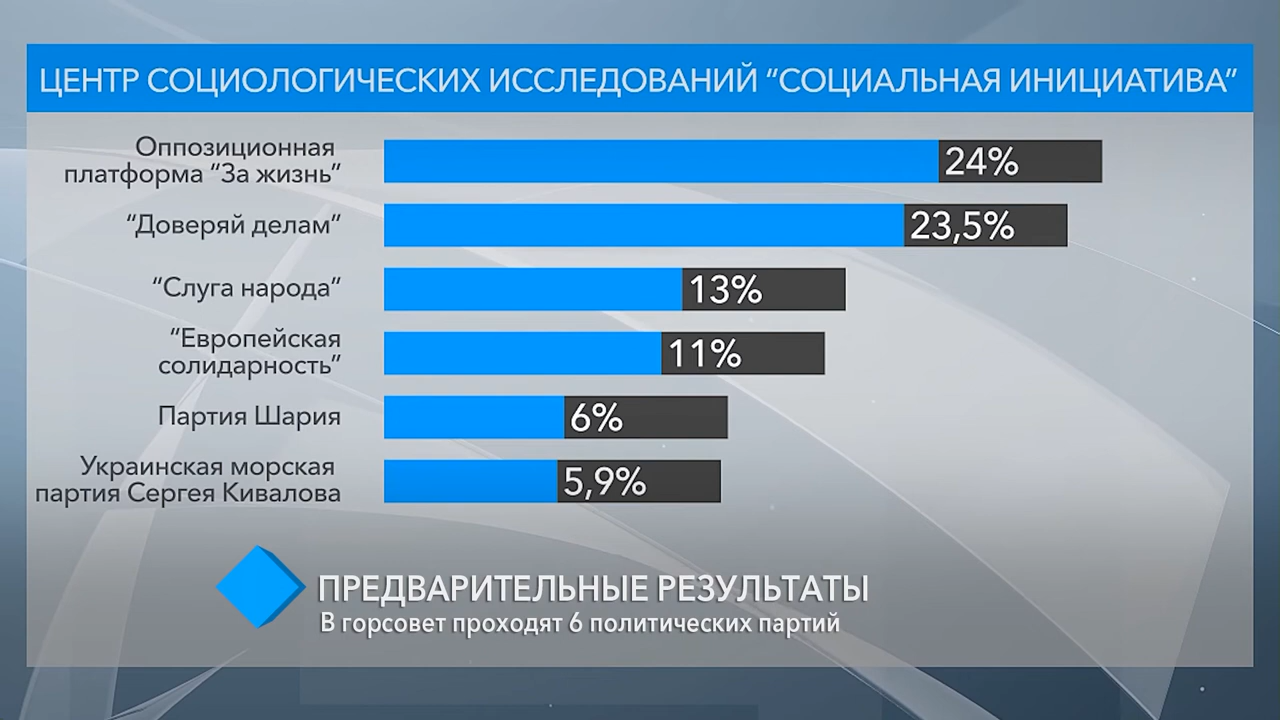 ЦЕНТР СОЦИОЛОГИЧЕСКИХ ИССЛЕДОВАНИЙ “СОЦИАЛЬНАЯ ИНИЦИАТИВА”
Оппозиционная
платформа “За жизнь”
24%
“Доверяй делам”
23,5%
“Слуга народа”
13%
“Европейская
солидарность”
11%
Партия Шария
6%
Украинская морская
партия Сергея Кивалова
5,9%
ПРЕДВАРИТЕЛЬНЫЕ РЕЗУЛЬТАТЫ
В горсовет проходят 6 политических партий